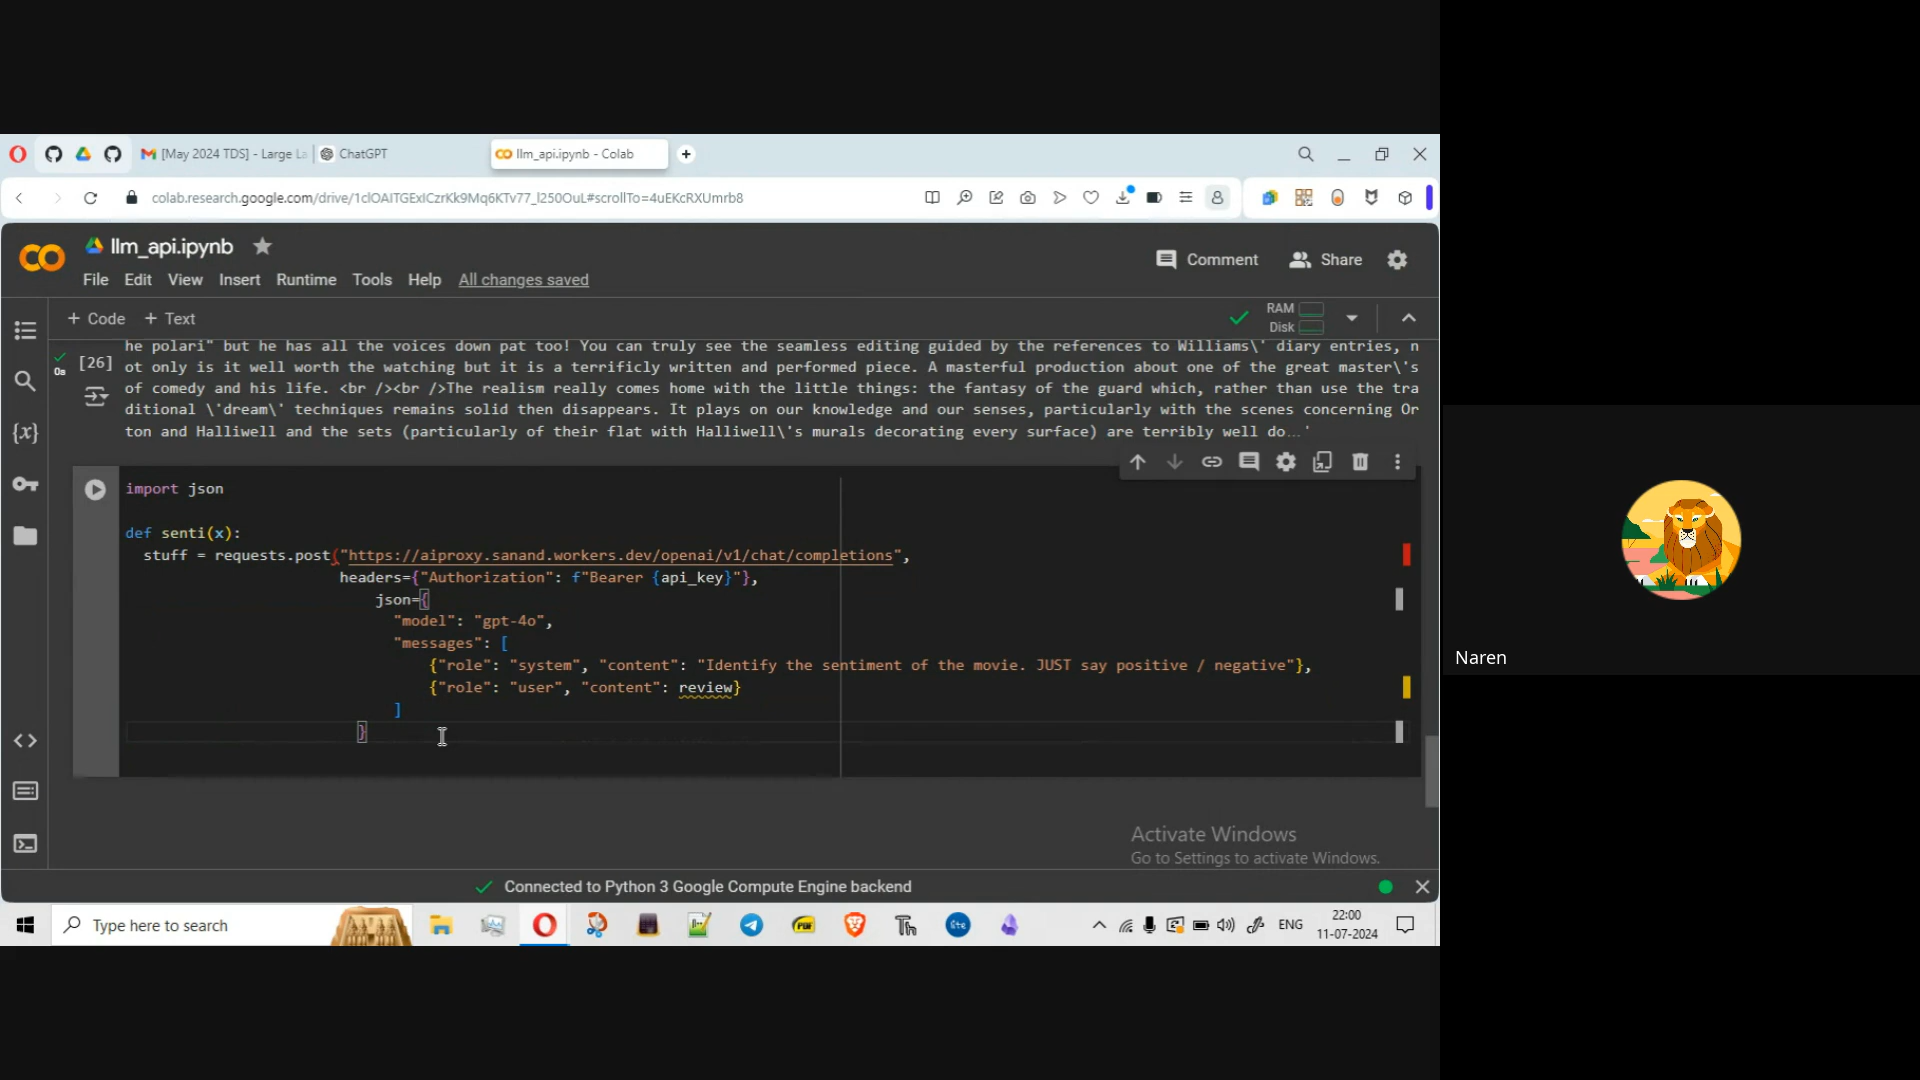 [May 2024 TDS] - Large La
ChatGPT
llm_api.ipynb - Colab
colab.research.google.com/drive/1clOAITGExICzrKk9Mq6KTv77_l250OuL#scrollTo=4uEKcRXUmrb8
llm_api.ipynb
Comment
Share
File Edit View Insert Runtime Tools Help All changes saved
+ Code + Text
RAM
Disk
he polari" but he has all the voices down pat too! You can truly see the seamless editing guided by the references to Williams\' diary entries, n
[26]
0s
ot only is it well worth the watching but it is a terrificly written and performed piece. A masterful production about one of the great master\'s
of comedy and his life. <br /><br />The realism really comes home with the little things: the fantasy of the guard which, rather than use the tra
ditional \'dream\' techniques remains solid then disappears. It plays on our knowledge and our senses, particularly with the scenes concerning Or
ton and Halliwell and the sets (particularly of their flat with Halliwell\'s murals decorating every surface) are terribly well do…'
import json
def senti(x):
stuff = requests.post("https://aiproxy.sanand.workers.dev/openai/v1/chat/completions",
headers={"Authorization": f"Bearer {api_key}"},
json={
"model": "gpt-4o",
"messages": [
{"role": "system", "content": "Identify the sentiment of the movie. JUST say positive / negative"},
{"role": "user", "content": review}
]
}
Naren
Activate Windows
Go to Settings to activate Windows.
Connected to Python 3 Google Compute Engine backend
Type here to search
ENG
22:00
11-07-2024